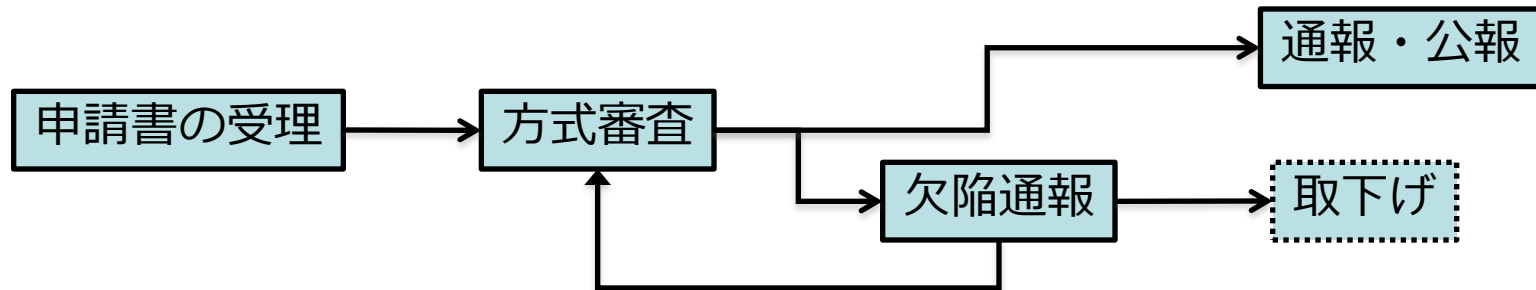 通報・公報
申請書の受理
方式審査
欠陥通報
取下げ